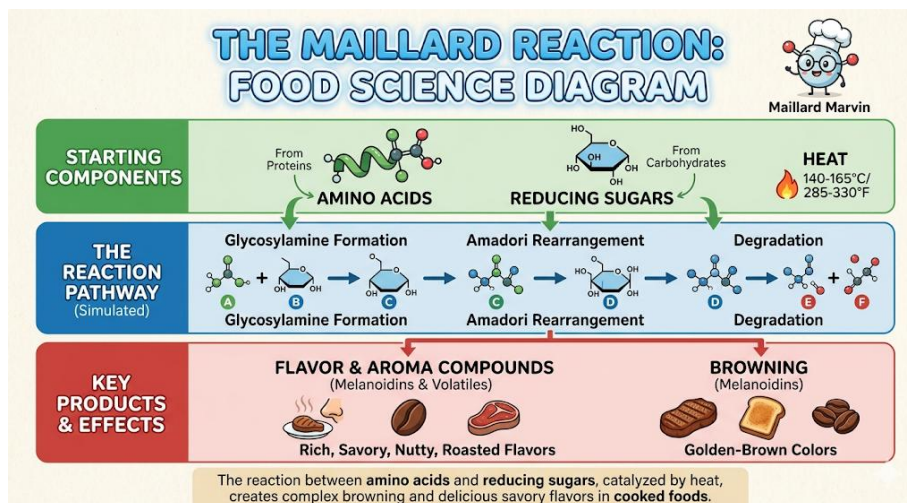 THE MAILLARD REACTION:
FOOD SCIENCE DIAGRAM
Maillard Marvin
STARTING
COMPONENTS
From
Proteins
AMINO ACIDS
HO
HO
HO
OH
OH
REDUCING SUGARS
From
Carbohydrates
HEAT
140-165°C/
285-330°F
THE
REACTION
PATHWAY
(Simulated)
Glycosylamine Formation
Amadori Rearrangement
Degradation
A + B C C D D E + F
Glycosylamine Formation
Amadori Rearrangement
Degradation
KEY
PRODUCTS
& EFFECTS
FLAVOR & AROMA COMPOUNDS
(Melanoidins & Volatiles)
Rich, Savory, Nutty, Roasted Flavors
BROWNING
(Melanoidins)
Golden-Brown Colors
The reaction between amino acids and reducing sugars, catalyzed by heat,
creates complex browning and delicious savory flavors in cooked foods.